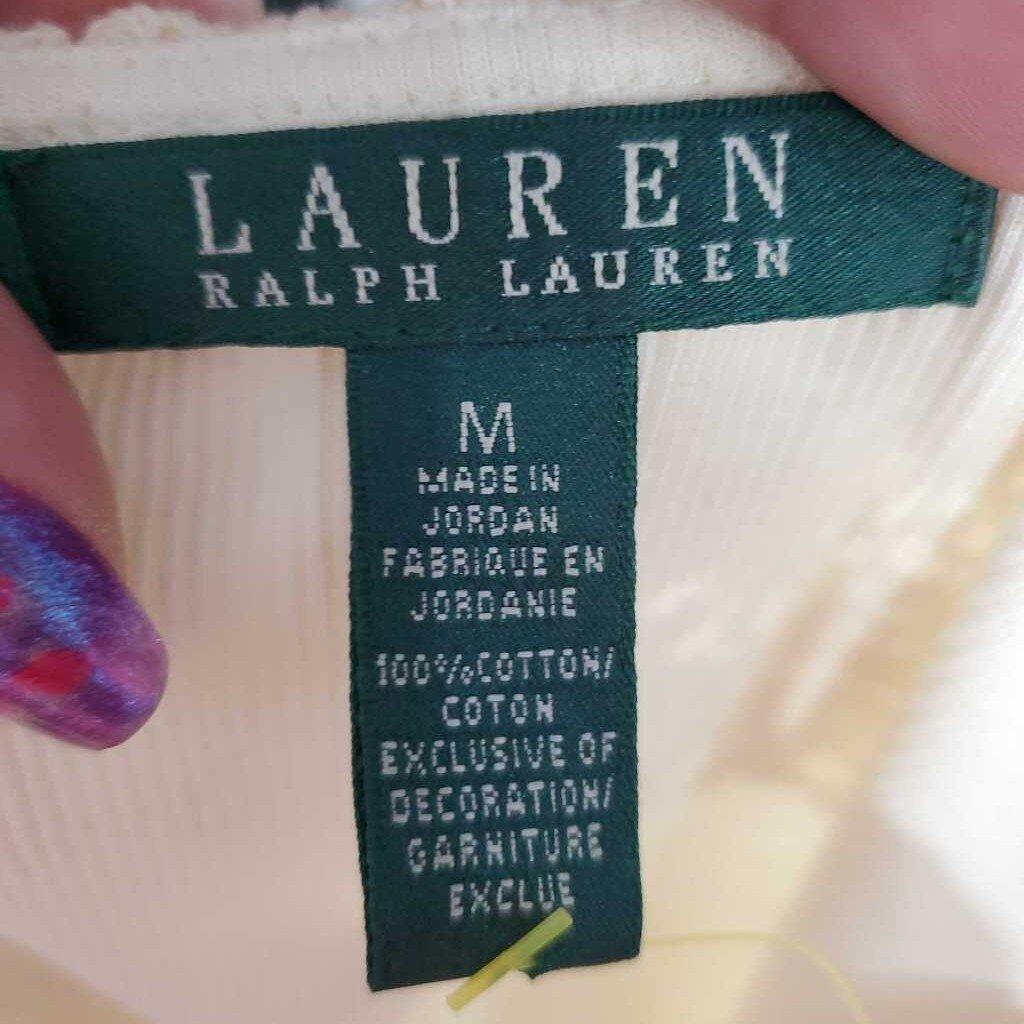 LAUREN
RALPH LAUREN
M
MADE IN
JORDAN
FABRIQUE EN
JORDANIE
100% COTTON/
COTON
EXCLUSIVE OF
DECORATION/
GARNITURE
EXCLUE